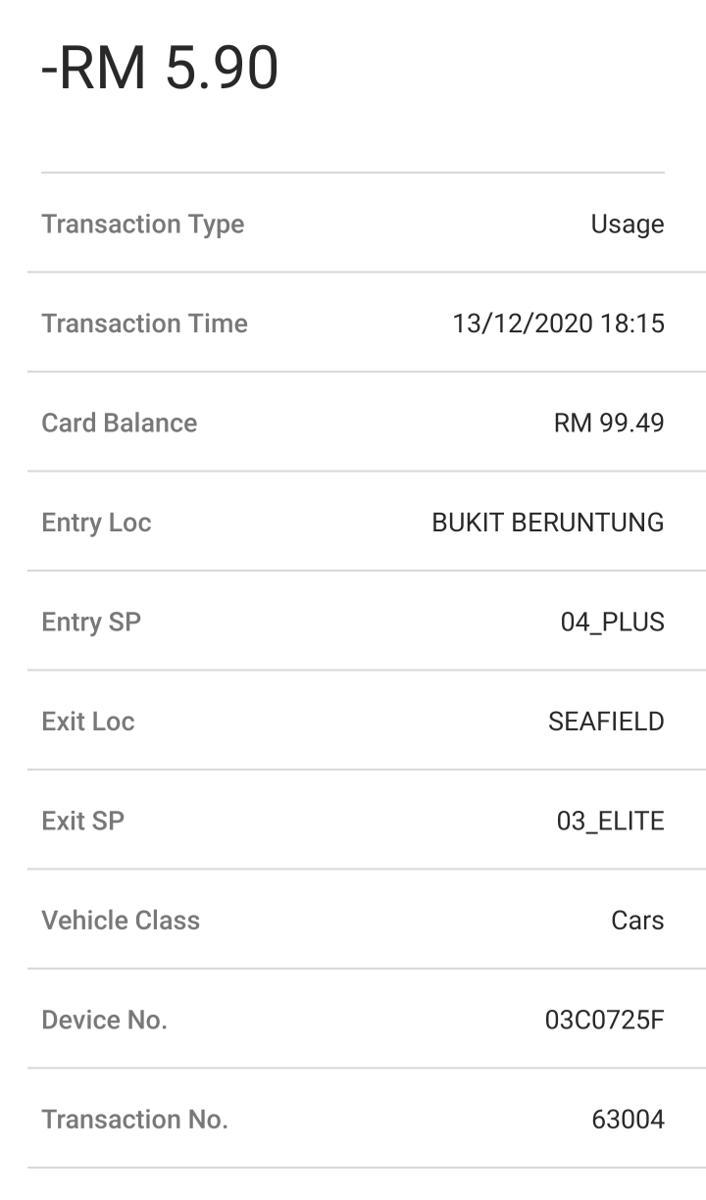 -RM 5.90
Transaction Type Usage
Transaction Time 13/12/2020 18:15
Card Balance RM 99.49
Entry Loc BUKIT BERUNTUNG
Entry SP 04_PLUS
Exit Loc SEAFIELD
Exit SP 03_ELITE
Vehicle Class Cars
Device No. 03C0725F
Transaction No. 63004